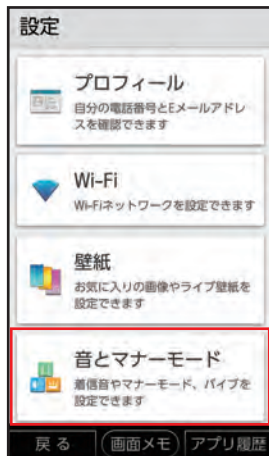 設定
プロフィール
自分の電話番号とEメールアドレ
スを確認できます
Wi-Fi
Wi-Fiネットワークを設定できます
壁紙
お気に入りの画像やライブ壁紙を
設定できます
音とマナーモード
着信音やマナーモード、バイブを
設定できます
戻る 画面メモ アプリ履歴